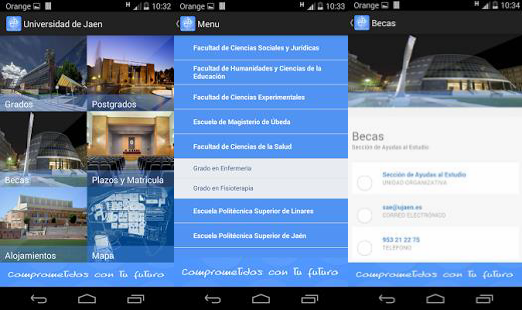 Orange
H
10:32
Universidad de Jaen
Grados
Postgrados
Becas
Plazos y Matrícula
Alojamientos
Mapa
Comprometidos con tu futuro
Orange
H
10:33
Menu
Facultad de Ciencias Sociales y Jurídicas
Facultad de Humanidades y Ciencias de la
Educación
Facultad de Ciencias Experimentales
Escuela de Magisterio de Úbeda
Facultad de Ciencias de la Salud
Grado en Enfermería
Grado en Fisioterapia
Escuela Politécnica Superior de Linares
Escuela Politécnica Superior de Jaén
Comprometidos con tu futuro
Orange
H
10:34
Becas
Becas
Sección de Ayudas al Estudio
Sección de Ayudas al Estudio
UNIDAD ORGANIZATIVA
sae@ujaen.es
CORREO ELECTRÓNICO
953 21 22 75
TELÉFONO
Comprometidos con tu futuro